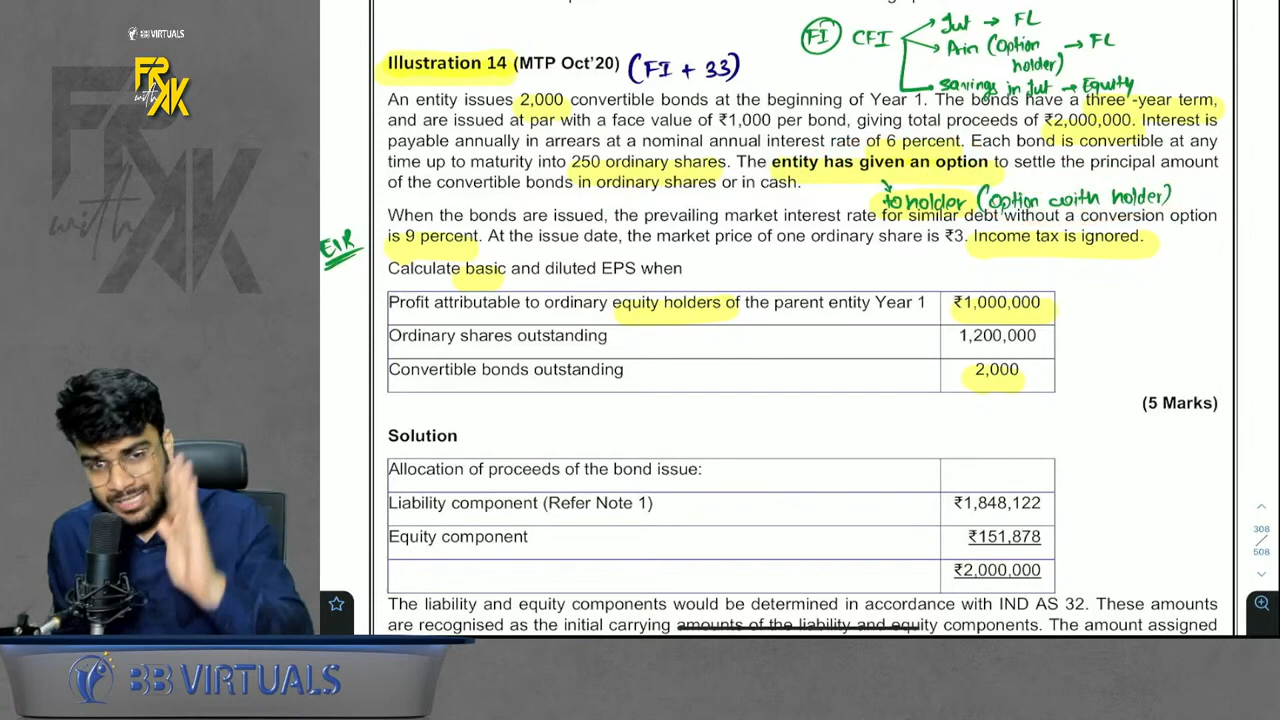 BB VIRTUALS
FR
with
AK
FI CFI → Int → FL
→ Prin (Option holder) → FL
→ Savings in Int → Equity
Illustration 14 (MTP Oct'20) (FI + 33)
An entity issues 2,000 convertible bonds at the beginning of Year 1. The bonds have a three -year term,
and are issued at par with a face value of ₹1,000 per bond, giving total proceeds of ₹2,000,000. Interest is
payable annually in arrears at a nominal annual interest rate of 6 percent. Each bond is convertible at any
time up to maturity into 250 ordinary shares. The entity has given an option to settle the principal amount
of the convertible bonds in ordinary shares or in cash.
to holder (Option with holder)
When the bonds are issued, the prevailing market interest rate for similar debt without a conversion option
EIR
is 9 percent. At the issue date, the market price of one ordinary share is ₹3. Income tax is ignored.
Calculate basic and diluted EPS when
Profit attributable to ordinary equity holders of the parent entity Year 1 ₹1,000,000
Ordinary shares outstanding 1,200,000
Convertible bonds outstanding 2,000
(5 Marks)
Solution
Allocation of proceeds of the bond issue:
Liability component (Refer Note 1) ₹1,848,122
Equity component ₹151,878
₹2,000,000
The liability and equity components would be determined in accordance with IND AS 32. These amounts
are recognised as the initial carrying amounts of the liability and equity components. The amount assigned
308
/
508
BB VIRTUALS